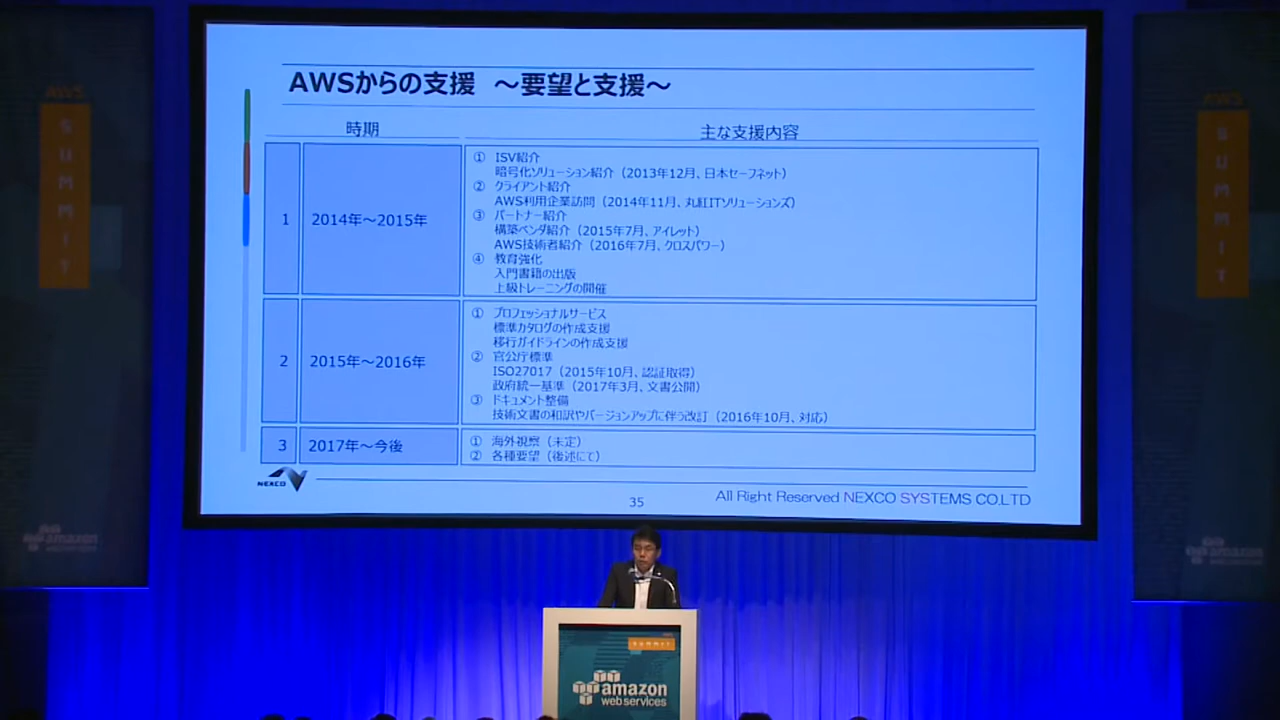 AWSからの支援 ～要望と支援～
時期
主な支援内容
1
2014年～2015年
① ISV紹介
暗号化ソリューション紹介（2013年12月、日本セーフネット）
② クライアント紹介
AWS利用企業訪問（2014年11月、丸紅ITソリューションズ）
③ パートナー紹介
構築ベンダ紹介（2015年7月、アイレット）
AWS技術者紹介（2016年7月、クロスパワー）
④ 教育強化
入門書籍の出版
上級トレーニングの開催
2
2015年～2016年
① プロフェッショナルサービス
標準カタログの作成支援
移行ガイドラインの作成支援
② 官公庁標準
ISO27017（2015年10月、認証取得）
政府統一基準（2017年3月、文書公開）
③ ドキュメント整備
技術文書の和訳やバージョンアップに伴う改訂（2016年10月、対応）
3
2017年～今後
① 海外視察（未定）
② 各種要望（後述にて）
NEXCO
35
All Right Reserved NEXCO SYSTEMS CO.LTD
AWS
SUMMIT
amazon
webservices
AWS
SUMMIT
amazon
webservices
SUMMIT
amazon
webservices